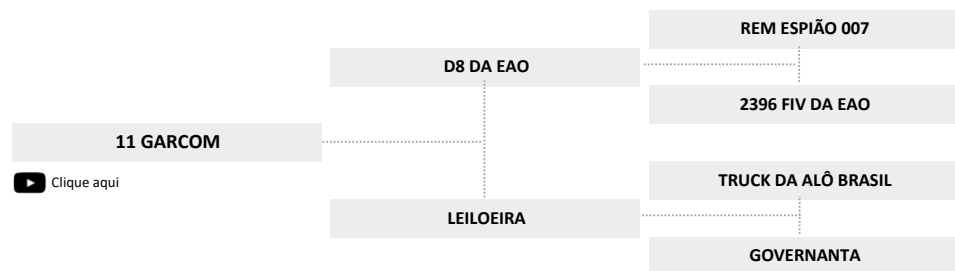 REM ESPIÃO 007
D8 DA EAO
2396 FIV DA EAO
11 GARCOM
Clique aqui
TRUCK DA ALÔ BRASIL
LEILOEIRA
GOVERNANTA